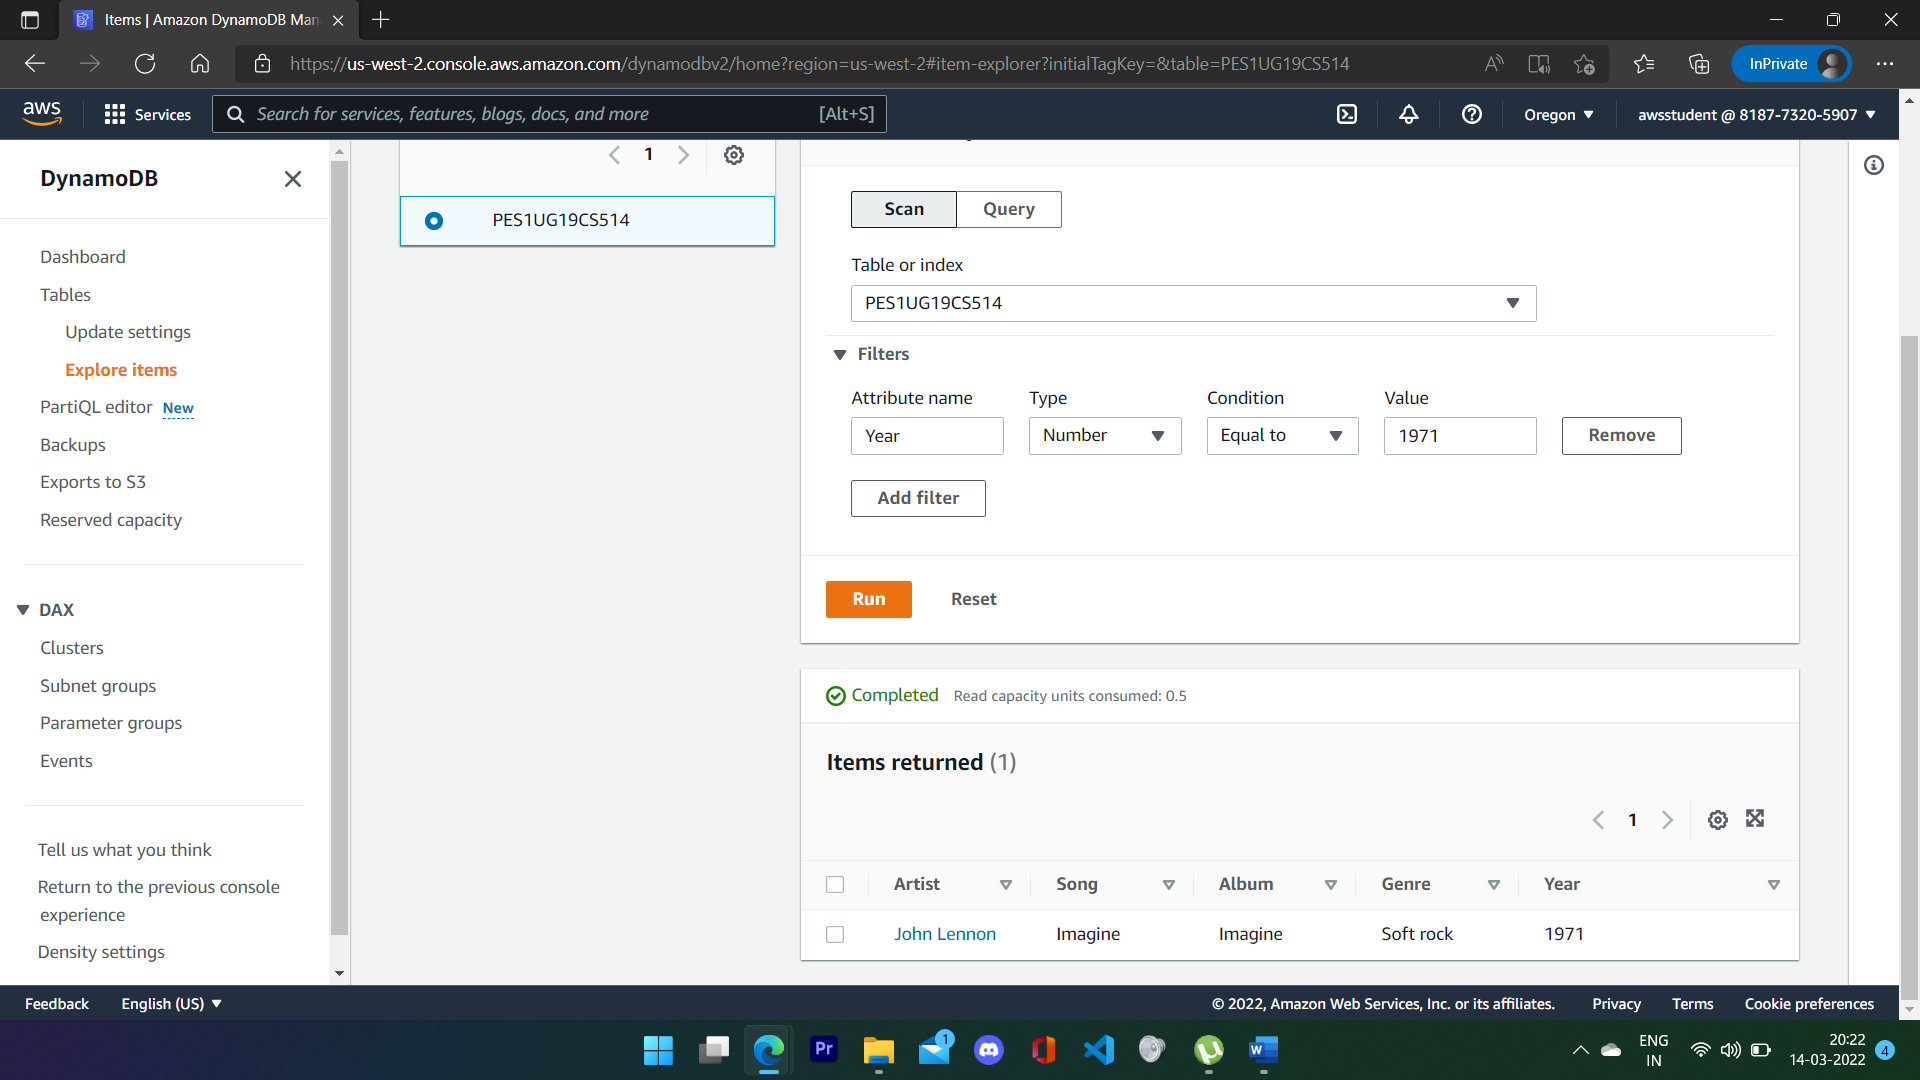 Items | Amazon DynamoDB Man
https://us-west-2.console.aws.amazon.com/dynamodbv2/home?region=us-west-2#item-explorer?initialTagKey=&table=PES1UG19CS514
InPrivate
aws
Services
Search for services, features, blogs, docs, and more
[Alt+S]
Oregon
awsstudent @ 8187-7320-5907
DynamoDB
Dashboard
Tables
Update settings
Explore items
PartiQL editor New
Backups
Exports to S3
Reserved capacity
DAX
Clusters
Subnet groups
Parameter groups
Events
Tell us what you think
Return to the previous console
experience
Density settings
1
PES1UG19CS514
Scan Query
Table or index
PES1UG19CS514
Filters
Attribute name Type Condition Value
Year Number Equal to 1971 Remove
Add filter
Run Reset
Completed Read capacity units consumed: 0.5
Items returned (1)
1
Artist Song Album Genre Year
John Lennon Imagine Imagine Soft rock 1971
Feedback English (US) © 2022, Amazon Web Services, Inc. or its affiliates. Privacy Terms Cookie preferences
Pr
1
W
ENG
IN
20:22
14-03-2022
4